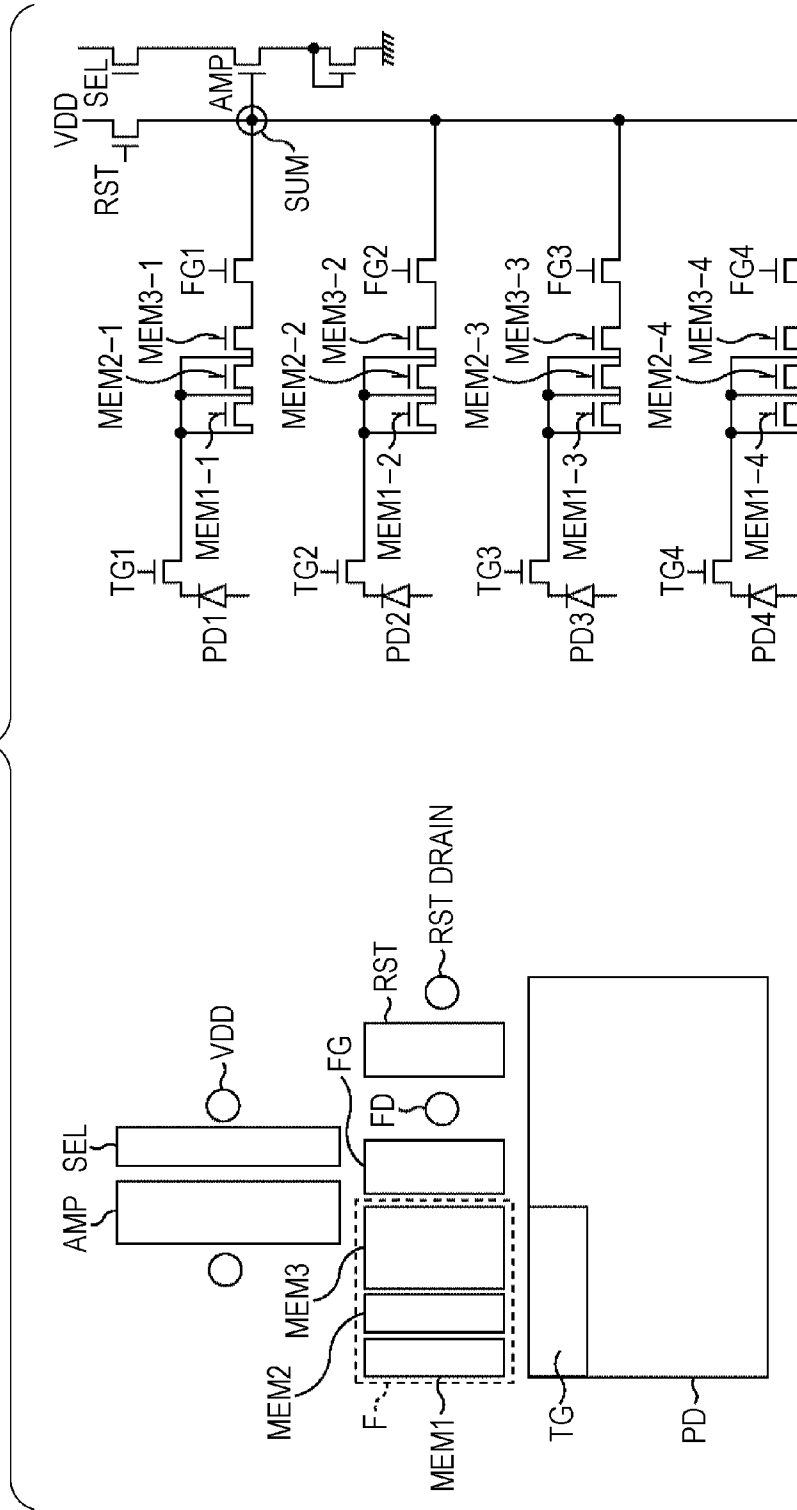 AMP
SEL
VDD
MEM3
MEM2
F
MEM1
FG
FD
RST
RST DRAIN
TG
PD
VDD
SEL
RST
AMP
SUM
TG1
PD1
MEM1-1
MEM2-1
MEM3-1
FG1
TG2
PD2
MEM1-2
MEM2-2
MEM3-2
FG2
TG3
PD3
MEM1-3
MEM2-3
MEM3-3
FG3
TG4
PD4
MEM1-4
MEM2-4
MEM3-4
FG4